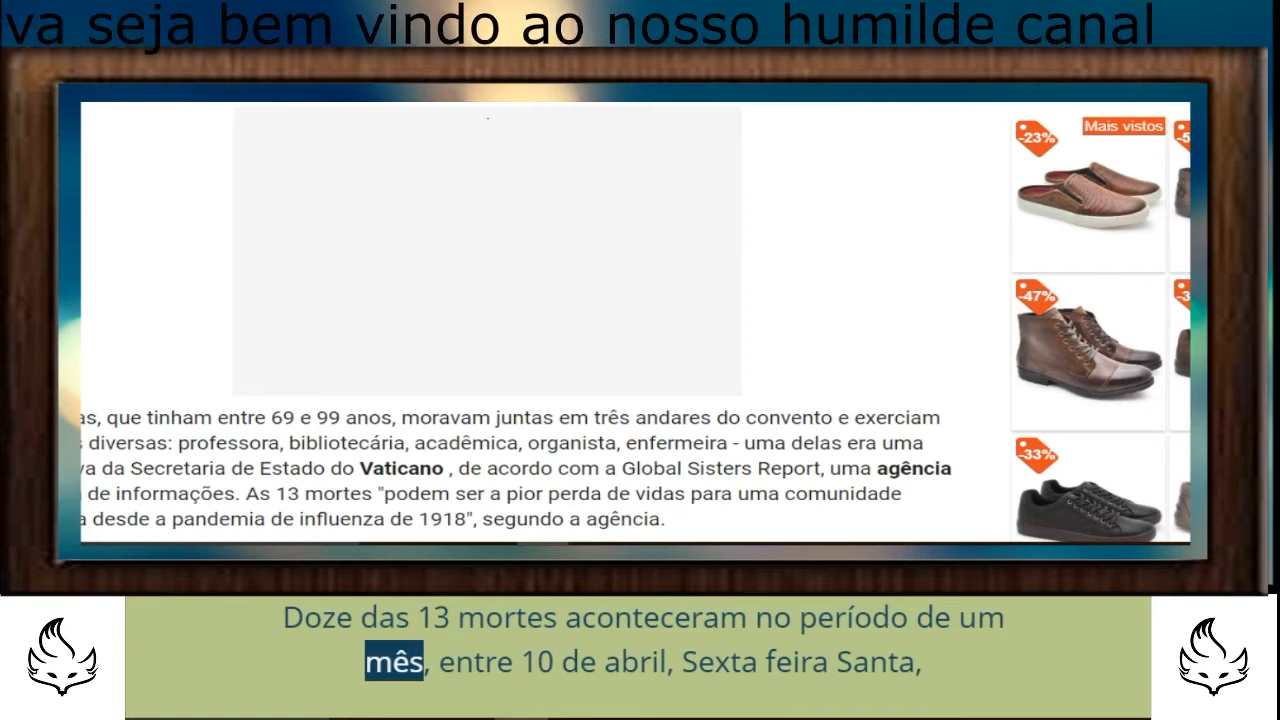 va seja bem vindo ao nosso humilde canal
-23%
Mais vistos
-47%
-33%
as, que tinham entre 69 e 99 anos, moravam juntas em três andares do convento e exerciam
diversas: professora, bibliotecária, acadêmica, organista, enfermeira - uma delas era uma
va da Secretaria de Estado do Vaticano , de acordo com a Global Sisters Report, uma agência
de informações. As 13 mortes "podem ser a pior perda de vidas para uma comunidade
a desde a pandemia de influenza de 1918", segundo a agência.
Doze das 13 mortes aconteceram no período de um
mês, entre 10 de abril, Sexta feira Santa,